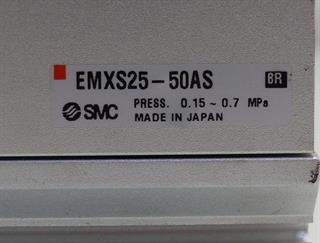 EMXS25-50AS BR
SMC PRESS. 0.15~0.7 MPa
MADE IN JAPAN